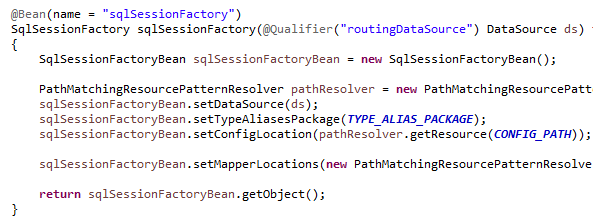 @Bean(name = "sqlSessionFactory")
SqlSessionFactory sqlSessionFactory(@Qualifier("routingDataSource") DataSource ds)
{
SqlSessionFactoryBean sqlSessionFactoryBean = new SqlSessionFactoryBean();
PathMatchingResourcePatternResolver pathResolver = new PathMatchingResourcePatt
sqlSessionFactoryBean.setDataSource(ds);
sqlSessionFactoryBean.setTypeAliasesPackage(TYPE_ALIAS_PACKAGE);
sqlSessionFactoryBean.setConfigLocation(pathResolver.getResource(CONFIG_PATH));
sqlSessionFactoryBean.setMapperLocations(new PathMatchingResourcePatternResolve
return sqlSessionFactoryBean.getObject();
}